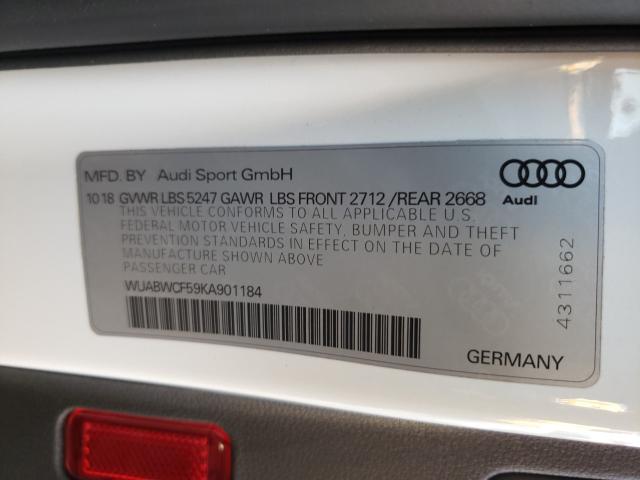 MFD. BY Audi Sport GmbH
10 18 GVWR LBS 5247 GAWR LBS FRONT 2712 /REAR 2668
THIS VEHICLE CONFORMS TO ALL APPLICABLE U.S.
FEDERAL MOTOR VEHICLE SAFETY, BUMPER AND THEFT
PREVENTION STANDARDS IN EFFECT ON THE DATE OF
MANUFACTURE SHOWN ABOVE
PASSENGER CAR
WUABWCF59KA901184
Audi
4311662
GERMANY